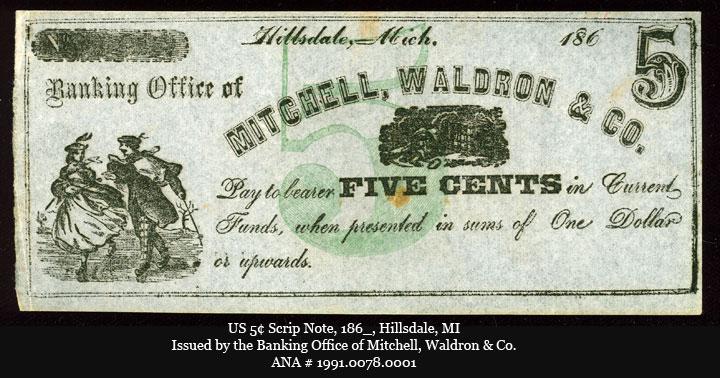 No
Hillsdale, Mich. 186
5
Banking Office of
MITCHELL, WALDRON & CO.
5
Pay to bearer FIVE CENTS in Current
Funds, when presented in sums of One Dollar
or upwards.
US 5¢ Scrip Note, 186_, Hillsdale, MI
Issued by the Banking Office of Mitchell, Waldron & Co.
ANA # 1991.0078.0001